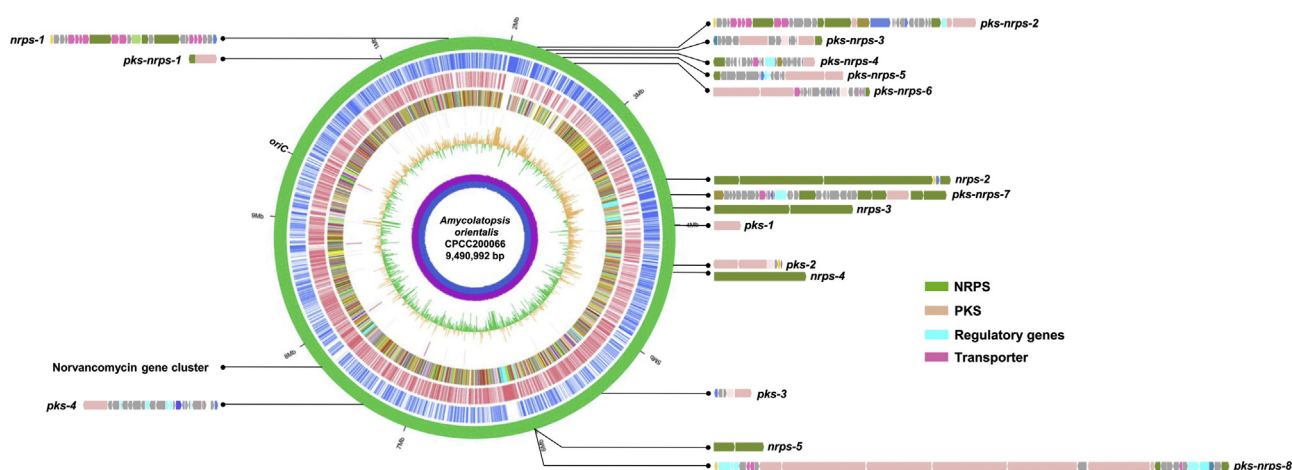 nrps-1
pks-nrps-1
pks-nrps-2
pks-nrps-3
pks-nrps-4
pks-nrps-5
pks-nrps-6
1Mb
2Mb
3Mb
oriC
nrps-2
pks-nrps-7
nrps-3
9Mb
4Mb
pks-1
Amycolatopsis
orientalis
CPCC200066
9,490,992 bp
pks-2
nrps-4
NRPS
PKS
Regulatory genes
Transporter
8Mb
5Mb
Norvancomycin gene cluster
pks-3
pks-4
7Mb
6Mb
nrps-5
pks-nrps-8